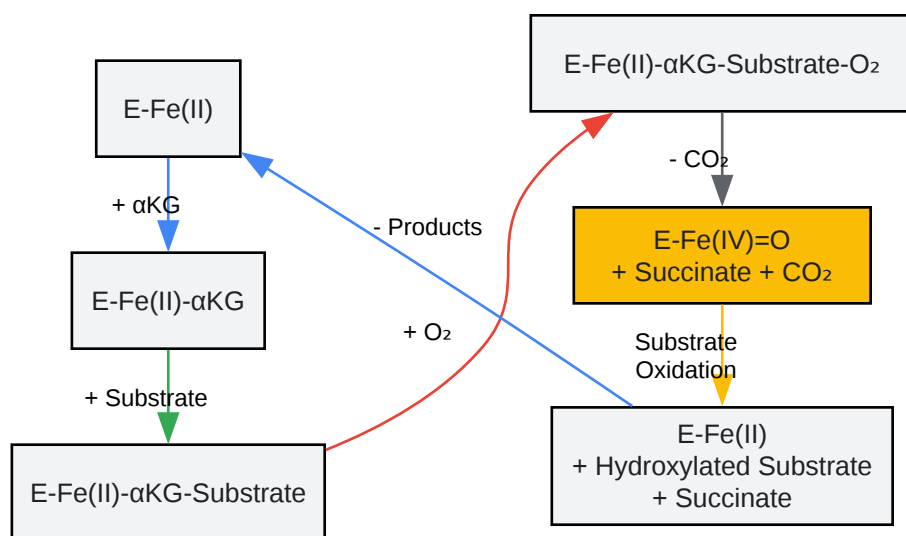 E-Fe(II)
+ αKG
E-Fe(II)-αKG
+ Substrate
E-Fe(II)-αKG-Substrate
+ O₂
E-Fe(II)-αKG-Substrate-O₂
- CO₂
E-Fe(IV)=O
+ Succinate + CO₂
Substrate
Oxidation
E-Fe(II)
+ Hydroxylated Substrate
+ Succinate
- Products